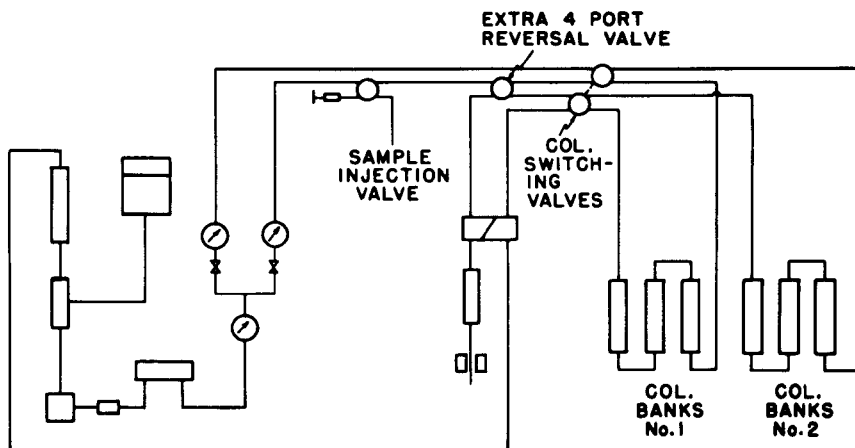 EXTRA 4 PORT
REVERSAL VALVE
SAMPLE
INJECTION
VALVE
COL.
SWITCH-
ING
VALVES
COL.
BANKS
No.1
COL.
BANKS
No.2